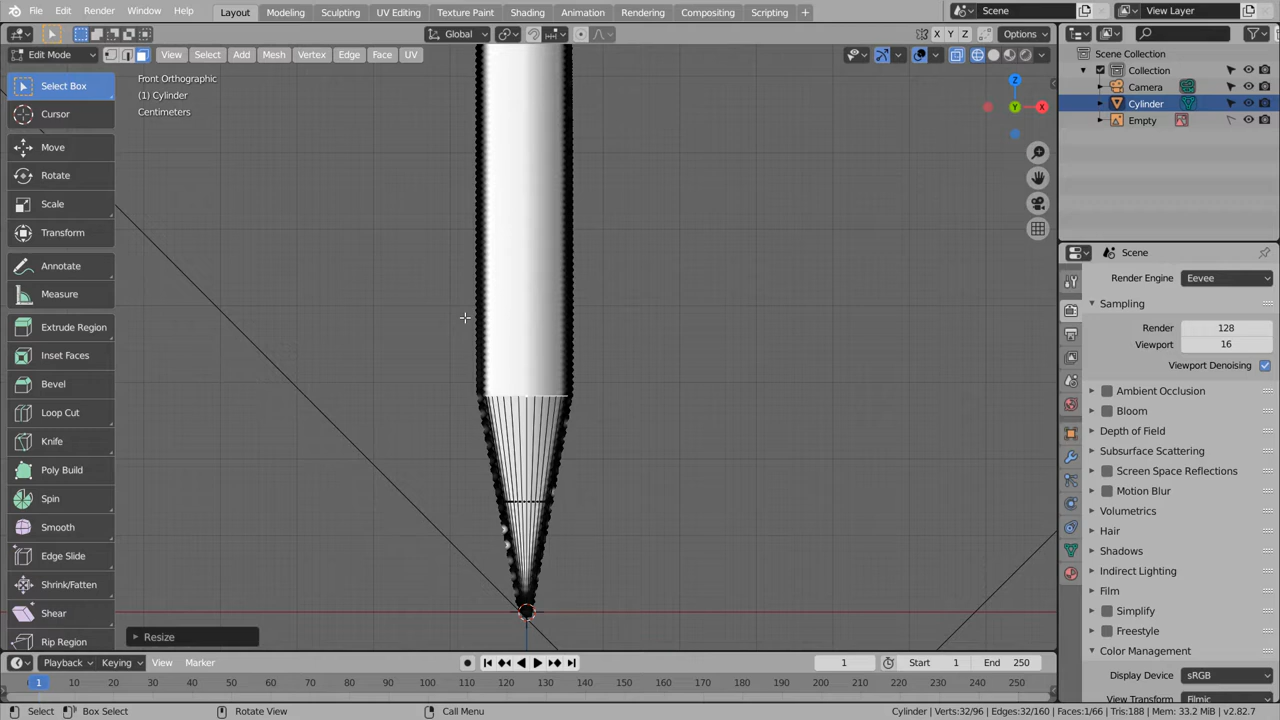 File Edit Render Window Help Layout Modeling Sculpting UV Editing Texture Paint Shading Animation Rendering Compositing Scripting + Scene View Layer
Global X Y Z Options
Edit Mode View Select Add Mesh Vertex Edge Face UV
Scene Collection
Collection
Camera
Cylinder
Empty
Select Box
Cursor
Move
Rotate
Scale
Transform
Annotate
Measure
Extrude Region
Inset Faces
Bevel
Loop Cut
Knife
Poly Build
Spin
Smooth
Edge Slide
Shrink/Fatten
Shear
Rip Region
Front Orthographic
(1) Cylinder
Centimeters
Z
Y X
Resize
Scene
Render Engine Eevee
Sampling
Render 128
Viewport 16
Viewport Denoising
Ambient Occlusion
Bloom
Depth of Field
Subsurface Scattering
Screen Space Reflections
Motion Blur
Volumetrics
Hair
Shadows
Indirect Lighting
Film
Simplify
Freestyle
Color Management
Display Device sRGB
View Transform Filmic
Playback Keying View Marker 1 Start 1 End 250
1 10 20 30 40 50 60 70 80 90 100 110 120 130 140 150 160 170 180 190 200 210 220 230 240 250
Select Box Select Rotate View Call Menu Cylinder | Verts:32/96 | Edges:32/160 | Faces:1/66 | Tris:188 | Mem: 33.2 MiB | v2.82.7